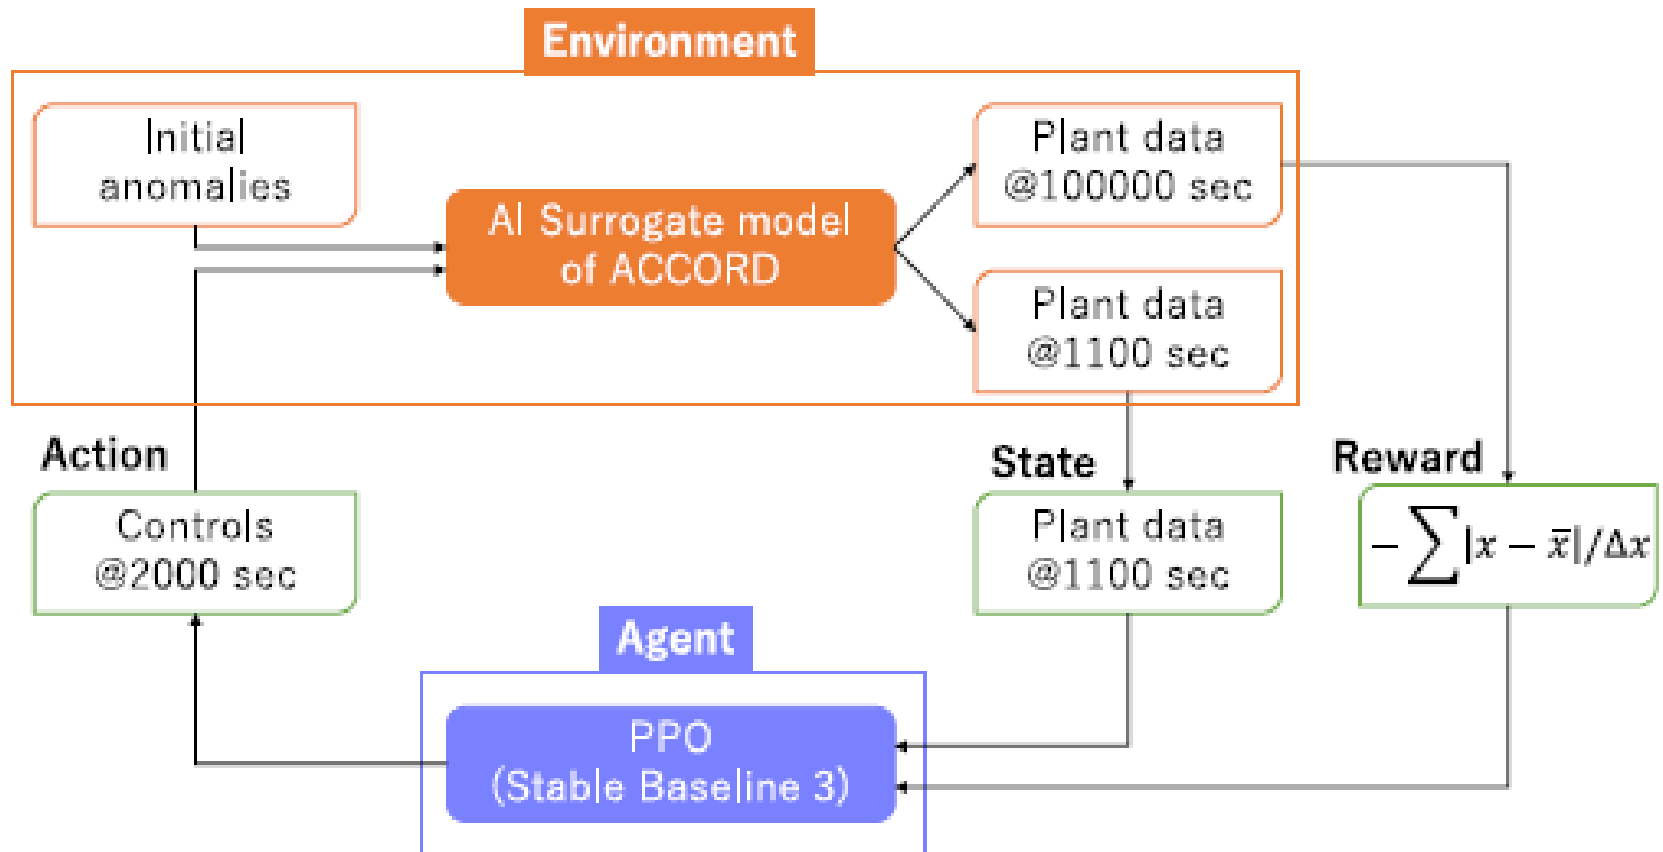 Environment
Initial
anomalies
AI Surrogate model
of ACCORD
Plant data
@100000 sec
Plant data
@1100 sec
Action
State
Reward
Controls
@2000 sec
Plant data
@1100 sec
− ∑|x − x̅|/Δx
Agent
PPO
(Stable Baseline 3)